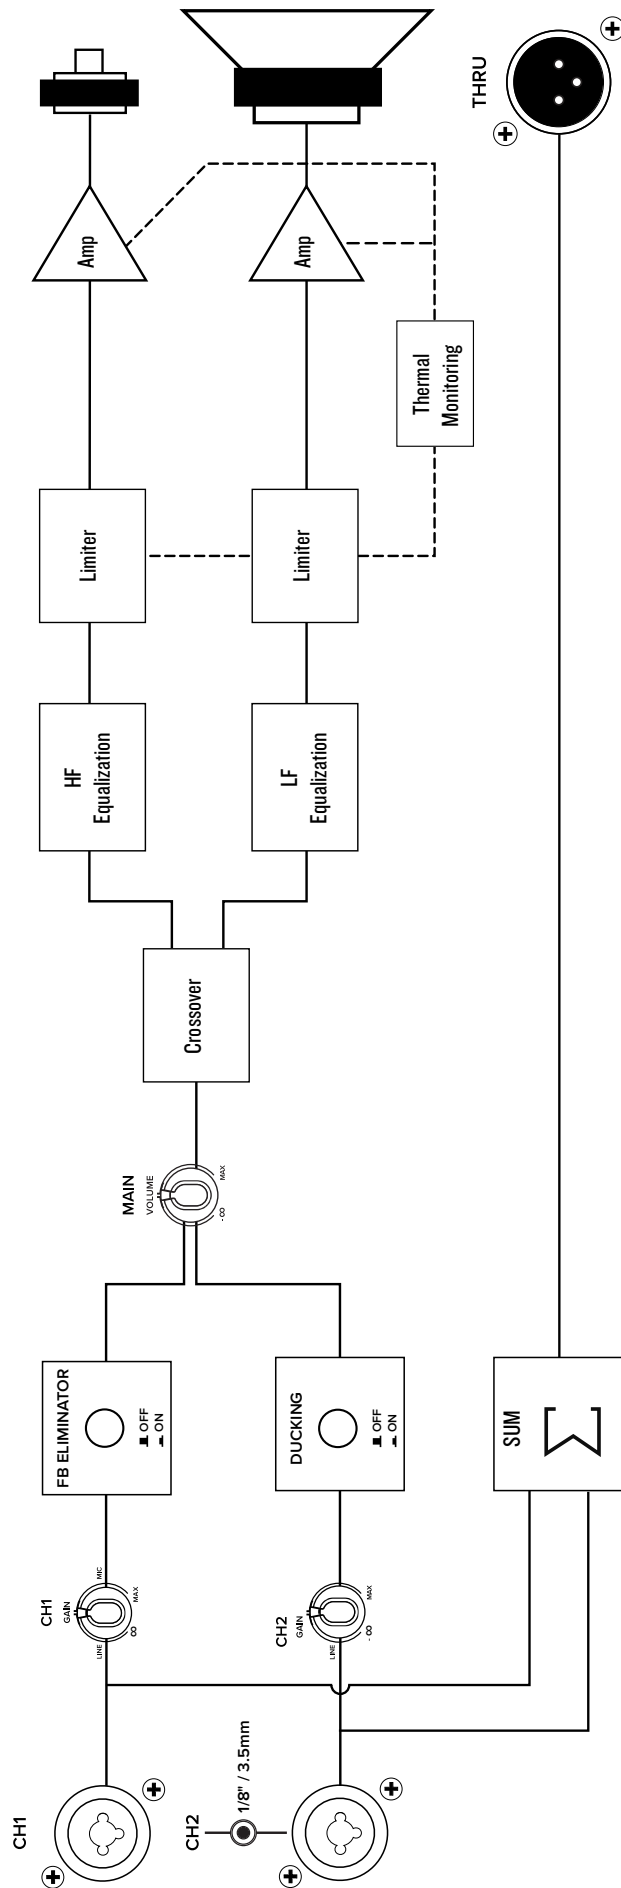 CH1
CH1
GAIN
LINE
MIC
∞
MAX
FB ELIMINATOR
OFF
ON
CH2
1/8" / 3.5mm
CH2
GAIN
LINE
- ∞
MAX
DUCKING
OFF
ON
MAIN
VOLUME
- ∞
MAX
Crossover
HF
Equalization
Limiter
Amp
LF
Equalization
Limiter
Amp
Thermal
Monitoring
SUM
Σ
THRU